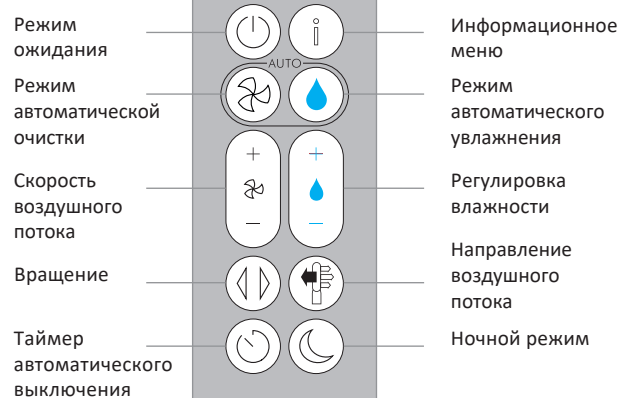 Режим
ожидания
Режим
автоматической
очистки
Скорость
воздушного
потока
Вращение
Таймер
автоматического
выключения
AUTO
Информационное
меню
Режим
автоматического
увлажнения
Регулировка
влажности
Направление
воздушного
потока
Ночной режим